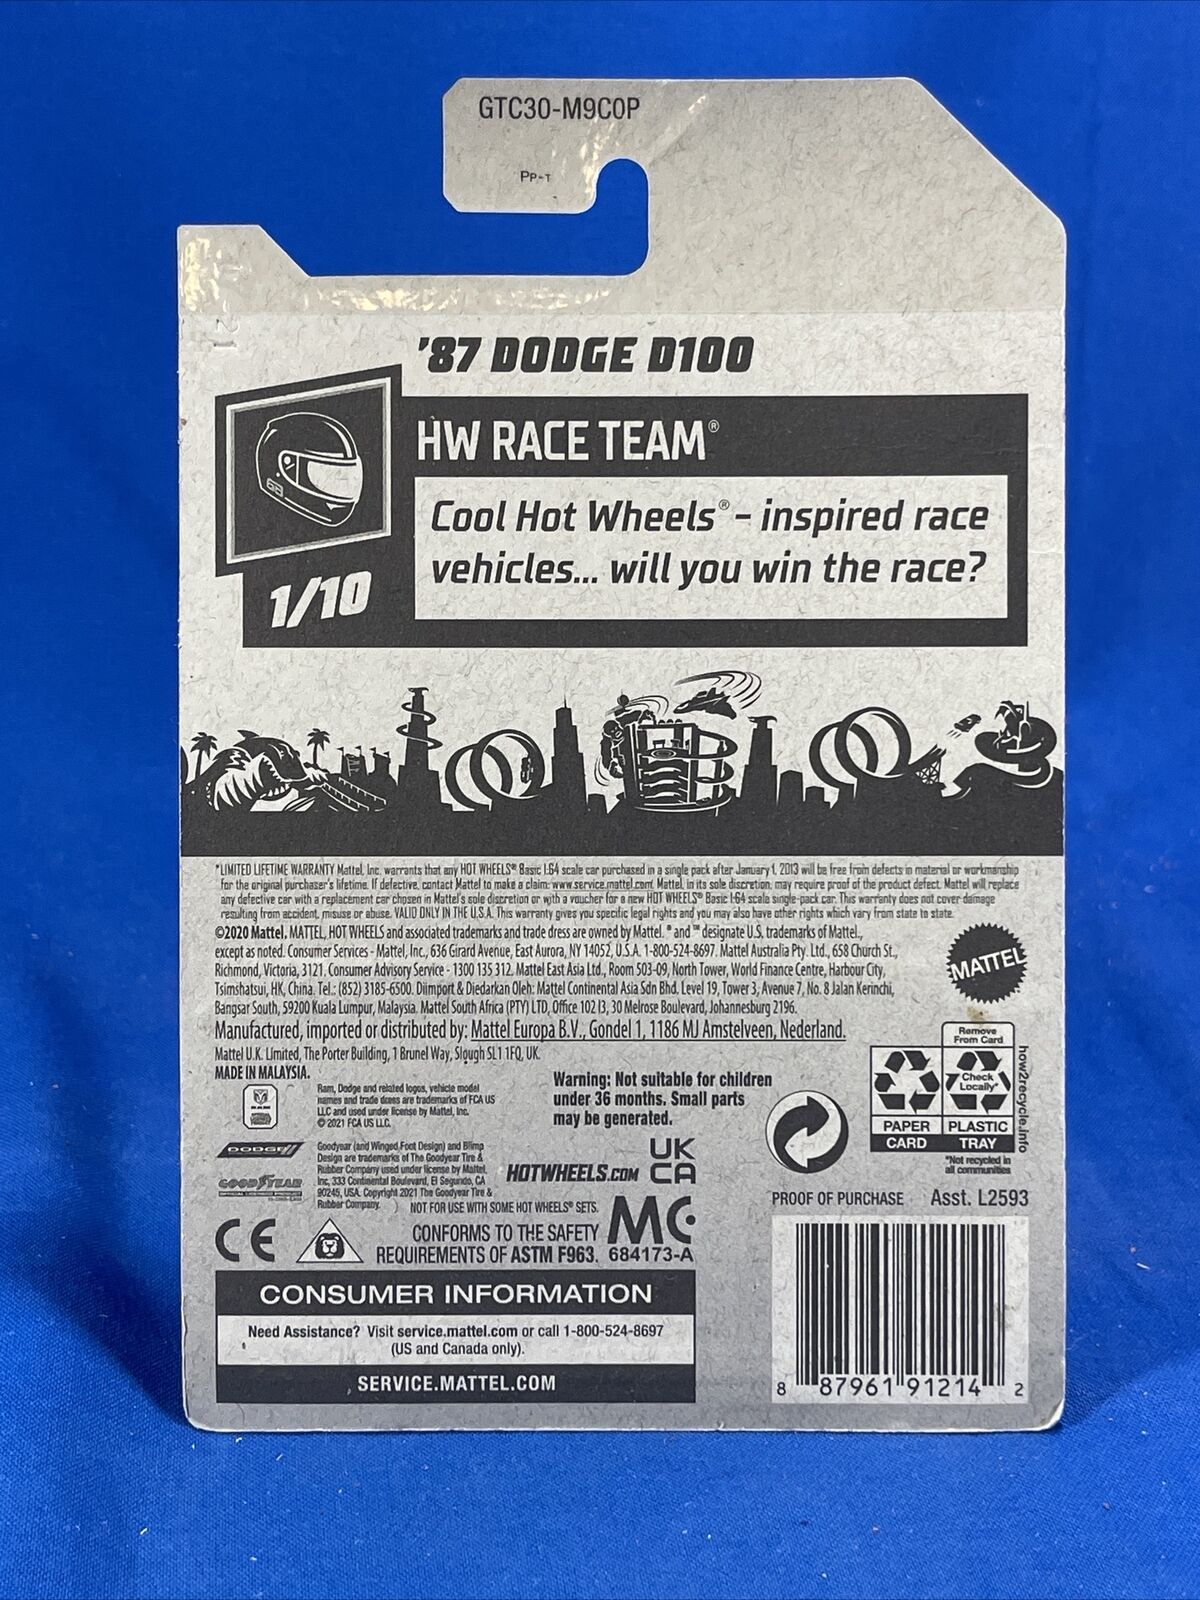 GTC30-M9C0P
PP-T
'87 DODGE D100
HW RACE TEAM®
Cool Hot Wheels® – inspired race
vehicles... will you win the race?
1/10
*LIMITED LIFETIME WARRANTY Mattel, Inc. warrants that any HOT WHEELS® Basic 1:64 scale car purchased in a single pack after January 1, 2013 will be free from defects in material or workmanship
for the original purchaser's lifetime. If defective, contact Mattel to make a claim: www.service.mattel.com. Mattel, in its sole discretion, may require proof of the product defect. Mattel will replace
any defective car with a replacement car chosen in Mattel's sole discretion or with a voucher for a new HOT WHEELS® Basic 1:64 scale single-pack car. This warranty does not cover damage
resulting from accident, misuse or abuse. VALID ONLY IN THE U.S.A. This warranty gives you specific legal rights and you may also have other rights which vary from state to state.
©2020 Mattel. MATTEL, HOT WHEELS and associated trademarks and trade dress are owned by Mattel. ® and ™ designate U.S. trademarks of Mattel.,
except as noted. Consumer Services - Mattel, Inc., 636 Girard Avenue, East Aurora, NY 14052, U.S.A. 1-800-524-8697. Mattel Australia Pty. Ltd., 658 Church St.,
Richmond, Victoria, 3121. Consumer Advisory Service - 1300 135 312. Mattel East Asia Ltd., Room 503-09, North Tower, World Finance Centre, Harbour City,
Tsimshatsui, HK, China. Tel.: (852) 3185-6500. Diimport & Diedarkan Oleh: Mattel Continental Asia Sdn Bhd. Level 19, Tower 3, Avenue 7, No. 8 Jalan Kerinchi,
Bangsar South, 59200 Kuala Lumpur, Malaysia. Mattel South Africa (PTY) LTD, Office 102 I3, 30 Melrose Boulevard, Johannesburg 2196.
Manufactured, imported or distributed by: Mattel Europa B.V., Gondel 1, 1186 MJ Amstelveen, Nederland.
Mattel U.K. Limited, The Porter Building, 1 Brunel Way, Slough SL1 1FQ, UK.
MADE IN MALAYSIA.
MATTEL
RAM
Ram, Dodge and related logos, vehicle model
names and trade dress are trademarks of FCA US
LLC and used under license by Mattel, Inc.
© 2021 FCA US LLC.
DODGE
GOODYEAR
Goodyear (and Winged Foot Design) and Blimp
Design are trademarks of The Goodyear Tire &
Rubber Company used under license by Mattel,
Inc, 333 Continental Boulevard, El Segundo, CA
90245, USA. Copyright 2021 The Goodyear Tire &
Rubber Company.
Warning: Not suitable for children
under 36 months. Small parts
may be generated.
HOTWHEELS.COM
UK
CA
NOT FOR USE WITH SOME HOT WHEELS® SETS.
CE
CONFORMS TO THE SAFETY
REQUIREMENTS OF ASTM F963.
MC
684173-A
Remove
From Card
Check
Locally*
PAPER
CARD
PLASTIC
TRAY
*Not recycled in
all communities
how2recycle.info
PROOF OF PURCHASE Asst. L2593
CONSUMER INFORMATION
Need Assistance? Visit service.mattel.com or call 1-800-524-8697
(US and Canada only).
SERVICE.MATTEL.COM
8 87961 91214 2